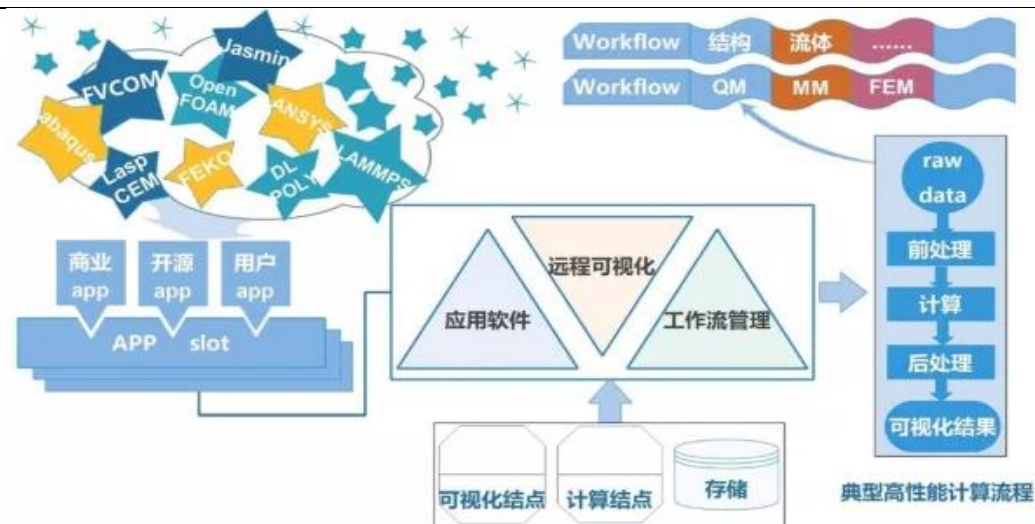 Jasmin
FVCOM
Open
FOAM
ANSYS
abaqus
Lasp
CEM
FEKO
DL
POLY
LAMMPS
Workflow 结构 流体 ......
Workflow QM MM FEM
raw
data
前处理
计算
后处理
可视化结果
典型高性能计算流程
商业
app
开源
app
用户
app
APP slot
应用软件
远程可视化
工作流管理
可视化结点
计算结点
存储